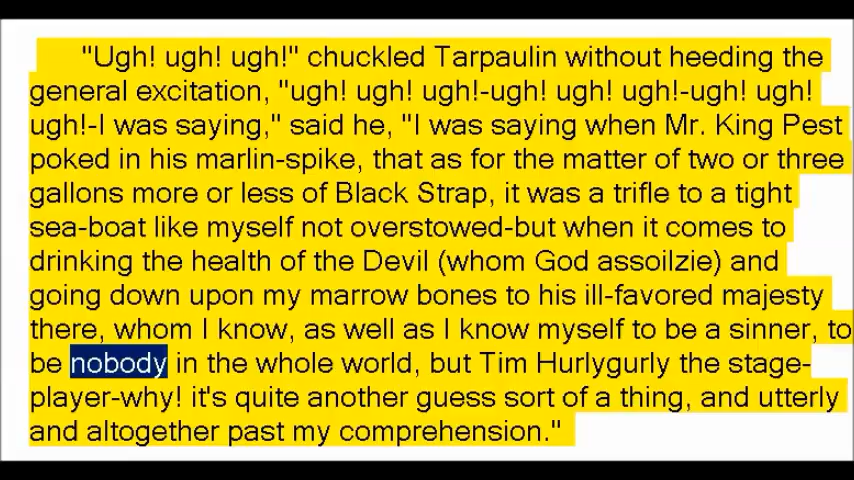 "Ugh! ugh! ugh!" chuckled Tarpaulin without heeding the
general excitation, "ugh! ugh! ugh!-ugh! ugh! ugh!-ugh! ugh!
ugh!-I was saying," said he, "I was saying when Mr. King Pest
poked in his marlin-spike, that as for the matter of two or three
gallons more or less of Black Strap, it was a trifle to a tight
sea-boat like myself not overstowed-but when it comes to
drinking the health of the Devil (whom God assoilzie) and
going down upon my marrow bones to his ill-favored majesty
there, whom I know, as well as I know myself to be a sinner, to
be nobody in the whole world, but Tim Hurlygurly the stage-
player-why! it's quite another guess sort of a thing, and utterly
and altogether past my comprehension."